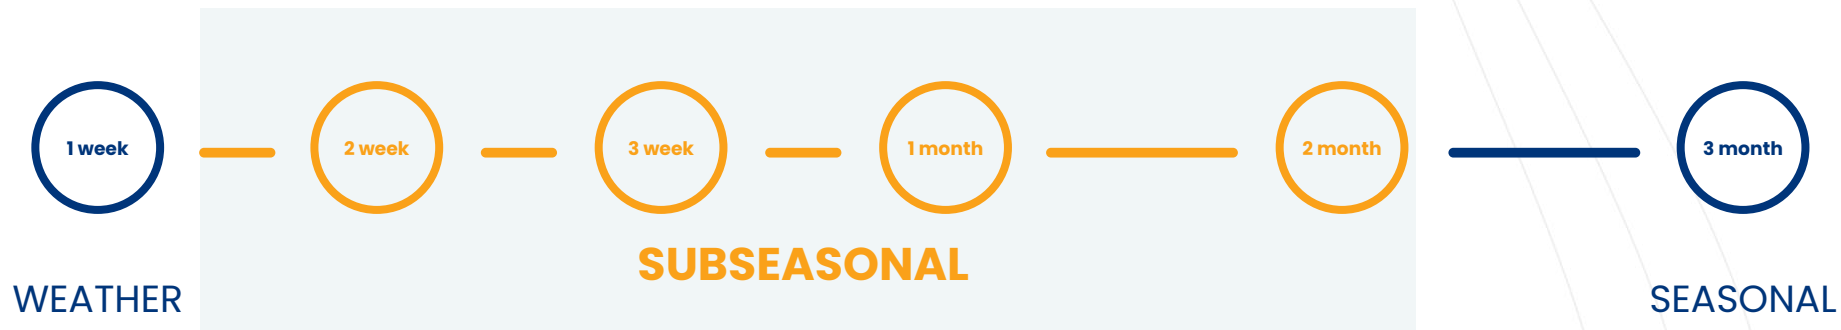 1 week
2 week
3 week
1 month
2 month
3 month
SUBSEASONAL
WEATHER
SEASONAL